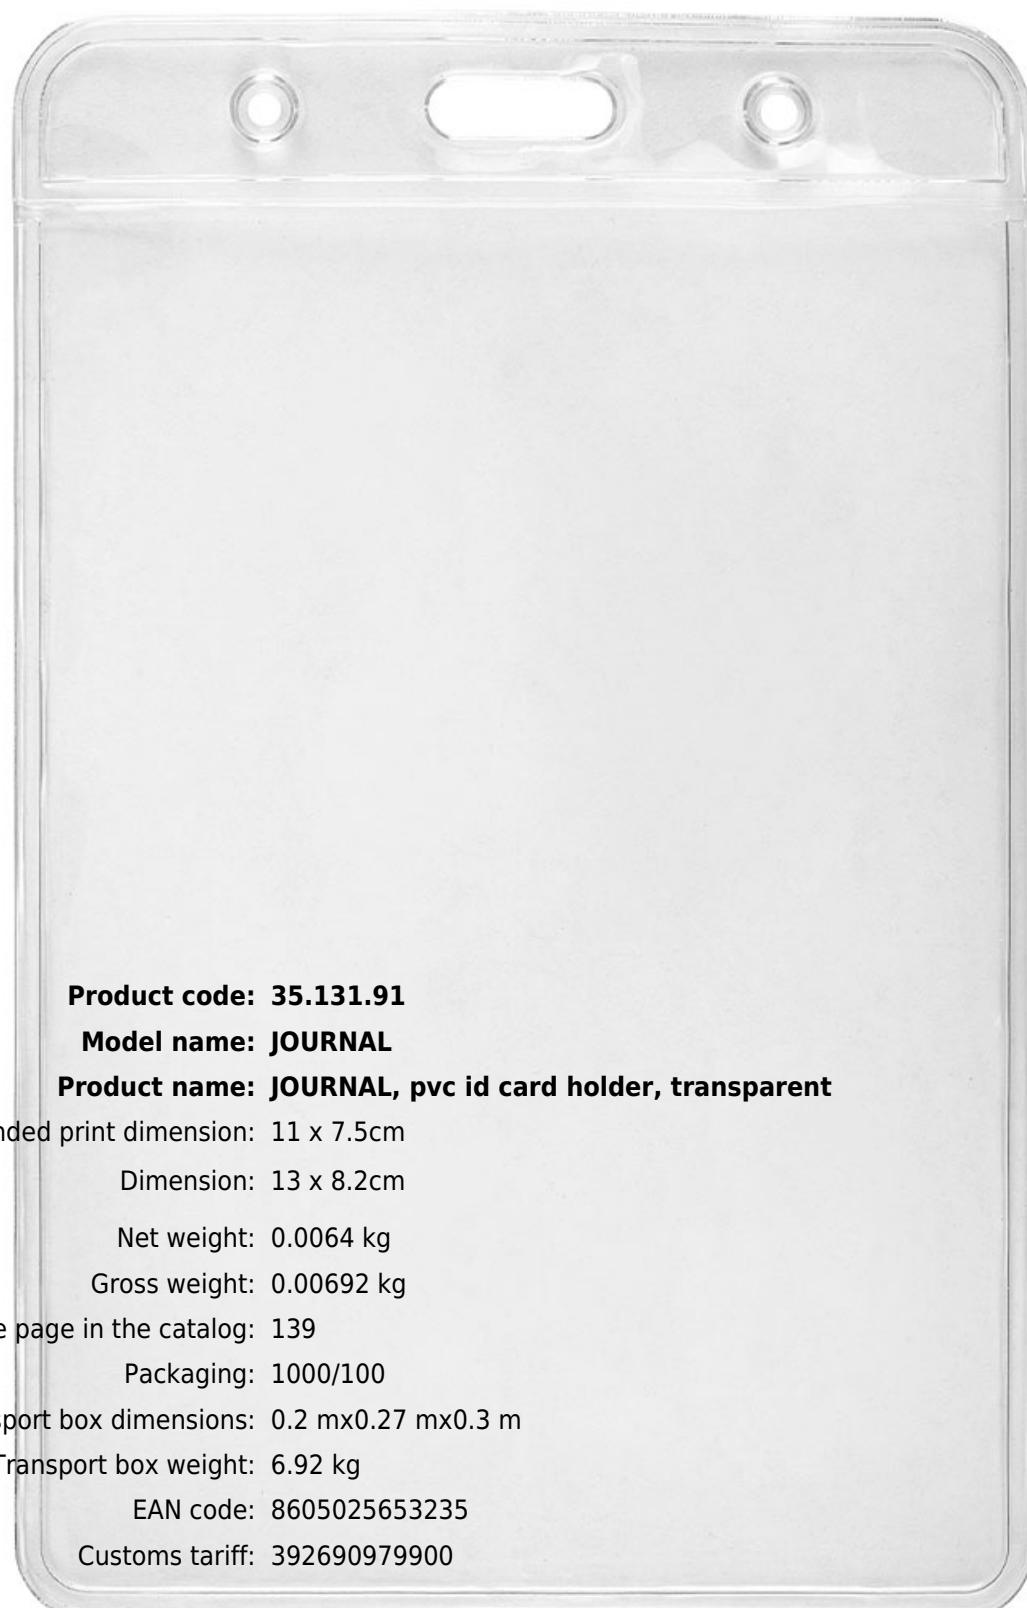 Product code: 35.131.91
Model name: JOURNAL
Product name: JOURNAL, pvc id card holder, transparent
print dimension: 11 x 7.5cm
Dimension: 13 x 8.2cm
Net weight: 0.0064 kg
Gross weight: 0.00692 kg
page in the catalog: 139
Packaging: 1000/100
box dimensions: 0.2 mx0.27 mx0.3 m
Transport box weight: 6.92 kg
EAN code: 8605025653235
Customs tariff: 392690979900